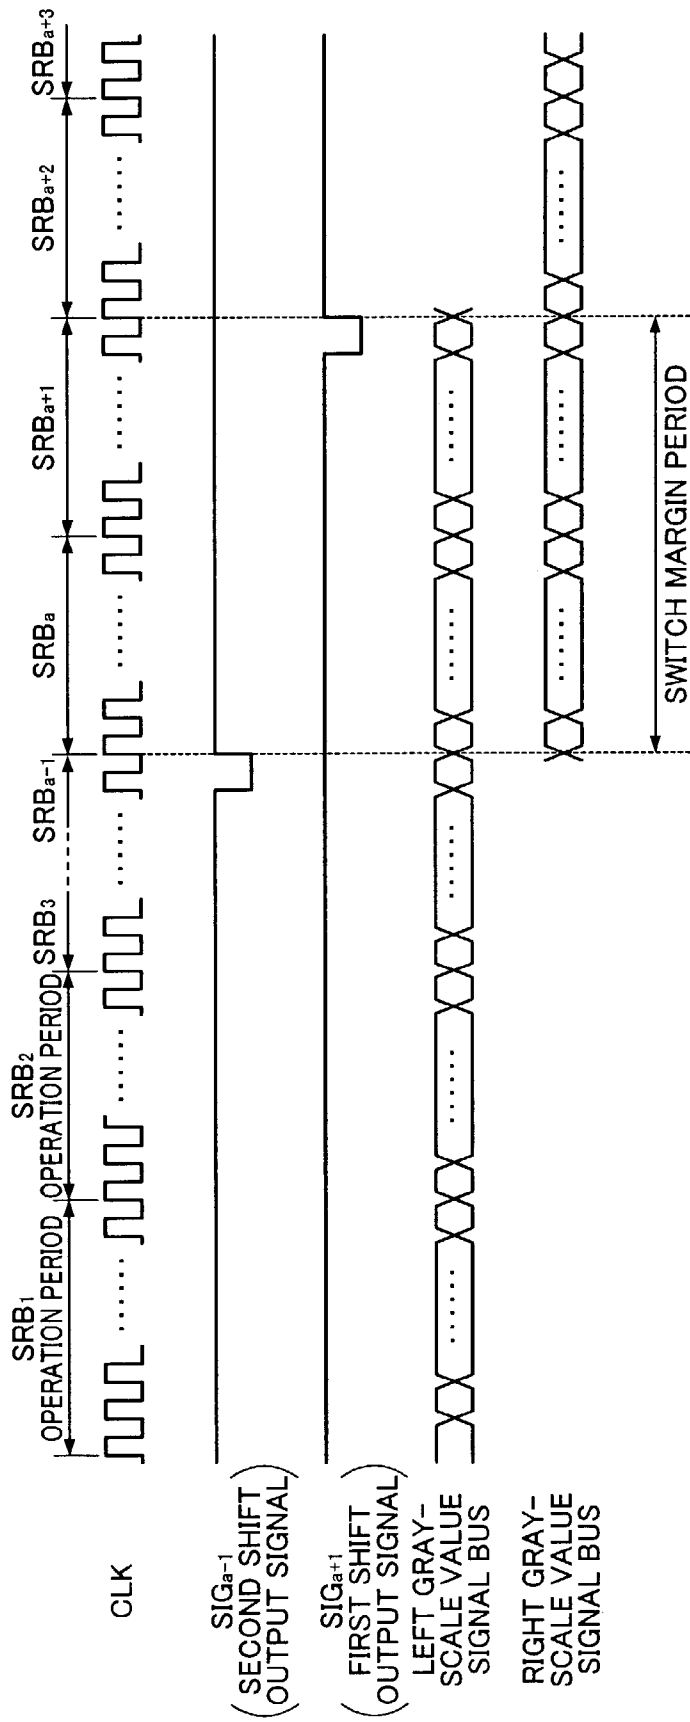 SRB1
OPERATION PERIOD
SRB2
OPERATION PERIOD
SRB3
SRBa-1
SRBa
SRBa+1
SRBa+2
SRBa+3
CLK
SIGa-1
(SECOND SHIFT
OUTPUT SIGNAL)
SIGa+1
(FIRST SHIFT
OUTPUT SIGNAL)
LEFT GRAY-
SCALE VALUE
SIGNAL BUS
RIGHT GRAY-
SCALE VALUE
SIGNAL BUS
SWITCH MARGIN PERIOD